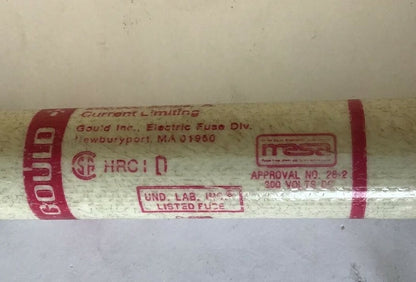 GOULD
Current Limiting
Gould Inc., Electric Fuse Div.
Newburyport, MA 01950
HRCI D
UND. LAB. INC.
LISTED FUSE
APPROVAL NO. 28-2
300 VOLTS DC